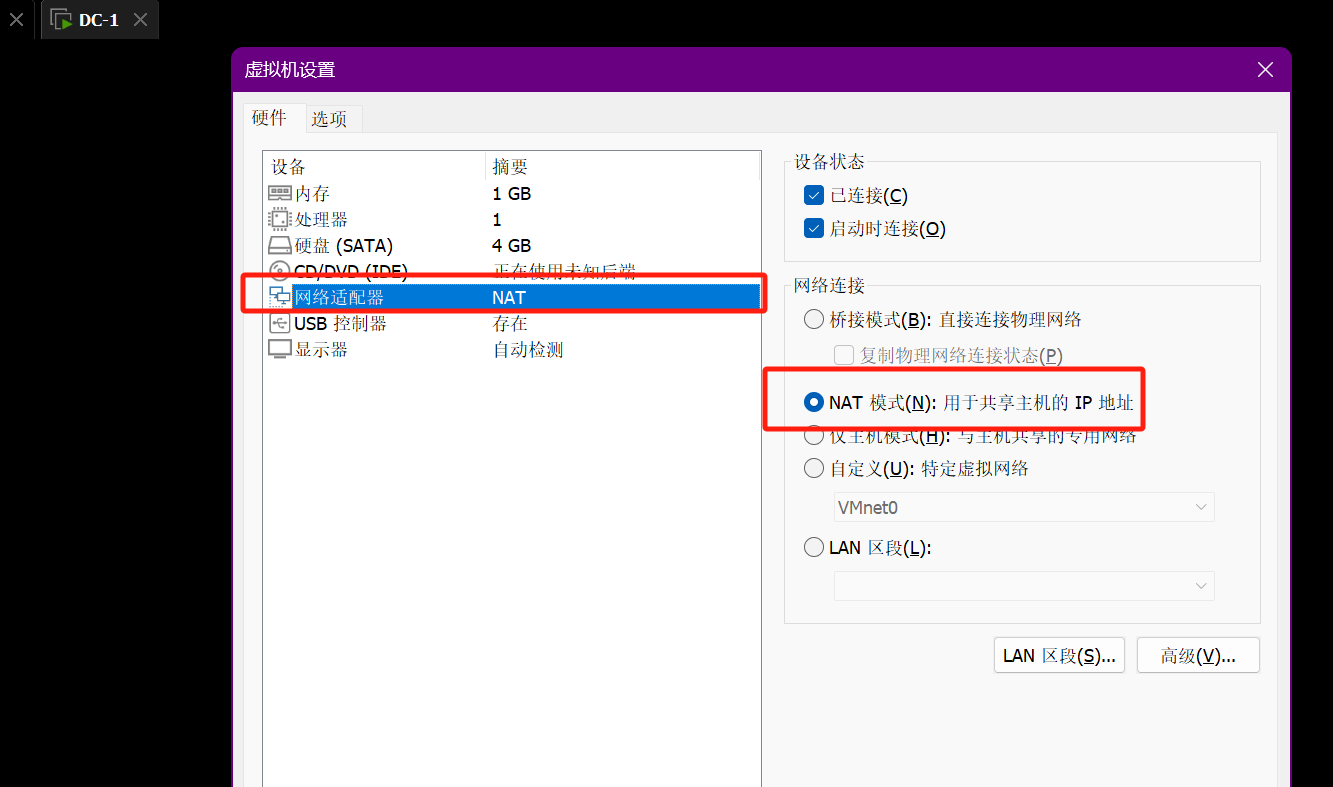 DC-1
虚拟机设置
硬件 选项
设备 摘要
内存 1 GB
处理器 1
硬盘 (SATA) 4 GB
CD/DVD (IDE) 正在使用未知后端
网络适配器 NAT
USB 控制器 存在
显示器 自动检测
设备状态
已连接(C)
启动时连接(O)
网络连接
桥接模式(B): 直接连接物理网络
复制物理网络连接状态(P)
NAT 模式(N): 用于共享主机的 IP 地址
仅主机模式(H): 与主机共享的专用网络
自定义(U): 特定虚拟网络
VMnet0
LAN 区段(L):
LAN 区段(S)... 高级(V)...